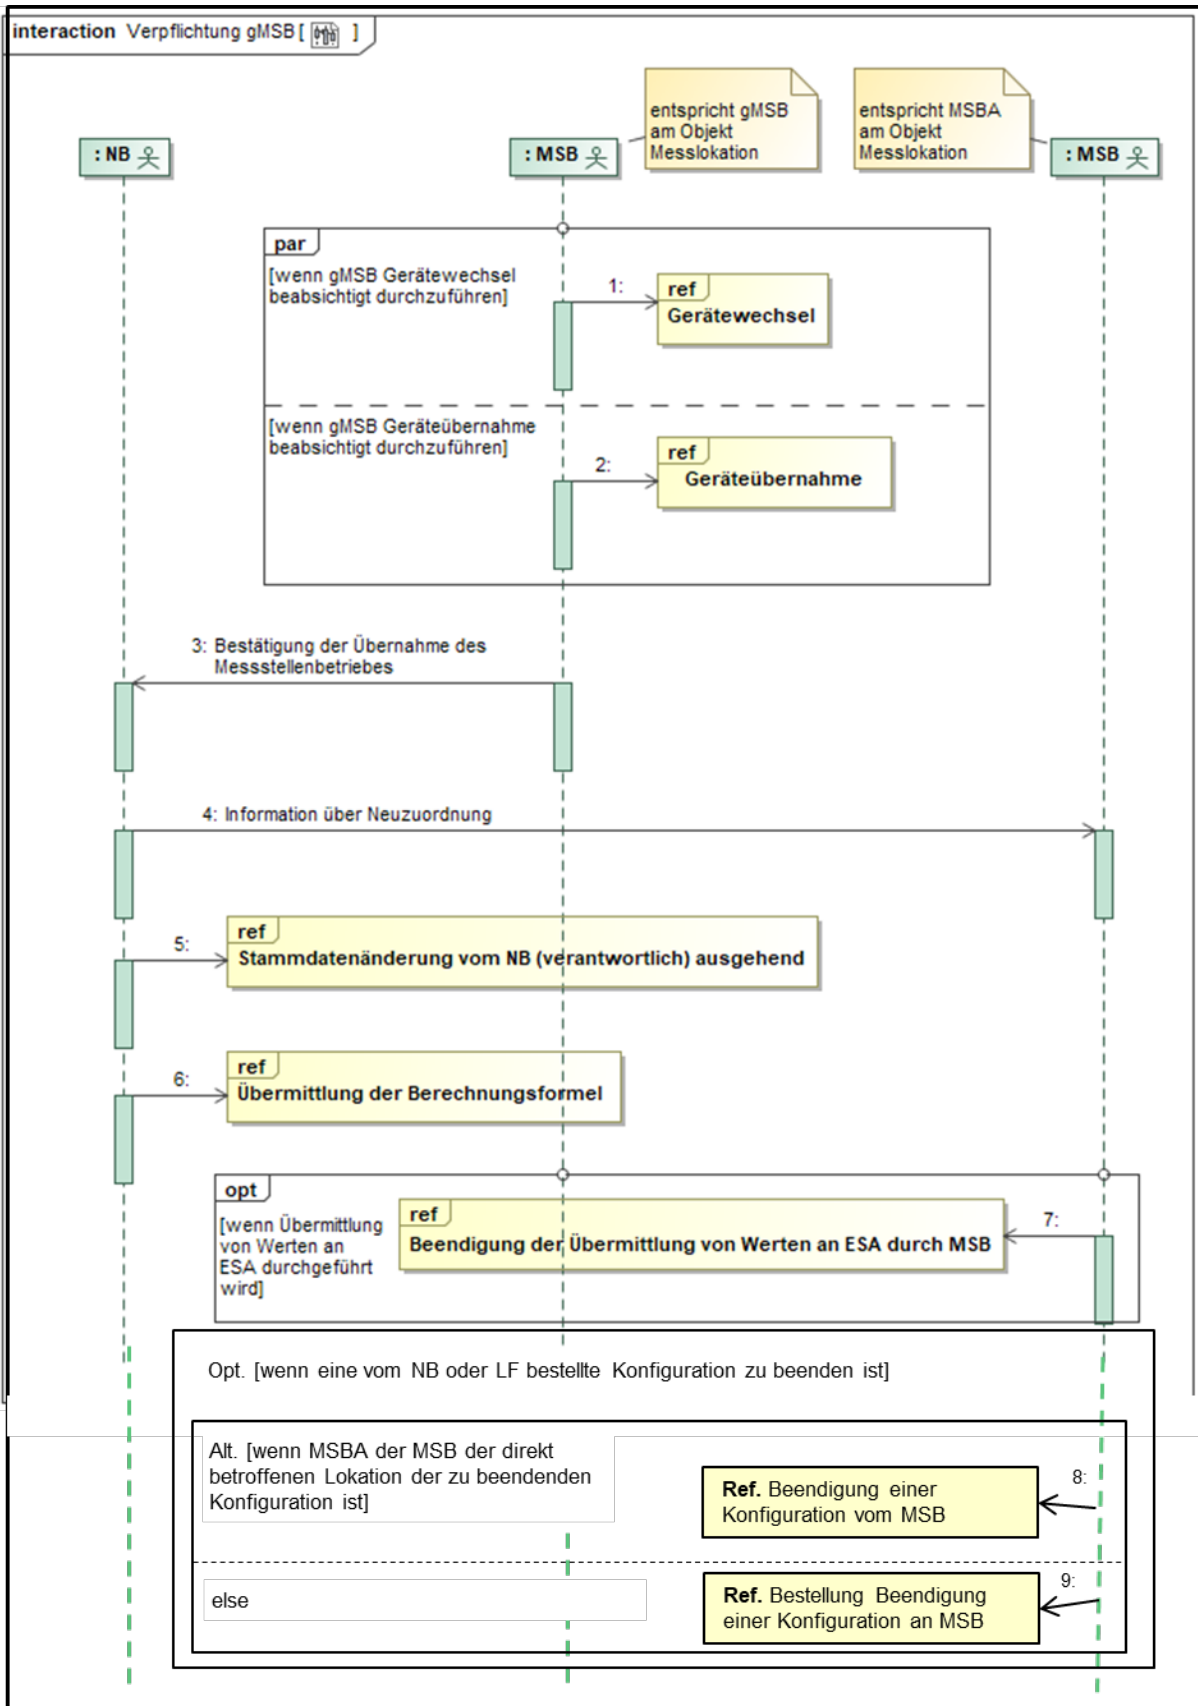 interaction Verpflichtung gMSB [ ]
entspricht gMSB
am Objekt
Messlokation
entspricht MSBA
am Objekt
Messlokation
: NB
: MSB
: MSB
par
[wenn gMSB Gerätewechsel
beabsichtigt durchzuführen]
1:
ref
Gerätewechsel
[wenn gMSB Geräteübernahme
beabsichtigt durchzuführen]
2:
ref
Geräteübernahme
3: Bestätigung der Übernahme des
Messstellenbetriebes
4: Information über Neuzuordnung
5:
ref
Stammdatenänderung vom NB (verantwortlich) ausgehend
6:
ref
Übermittlung der Berechnungsformel
opt
[wenn Übermittlung
von Werten an
ESA durchgeführt
wird]
ref
Beendigung der Übermittlung von Werten an ESA durch MSB
7:
Opt. [wenn eine vom NB oder LF bestellte Konfiguration zu beenden ist]
Alt. [wenn MSBA der MSB der direkt
betroffenen Lokation der zu beendenden
Konfiguration ist]
Ref. Beendigung einer
Konfiguration vom MSB
8:
else
Ref. Bestellung Beendigung
einer Konfiguration an MSB
9: